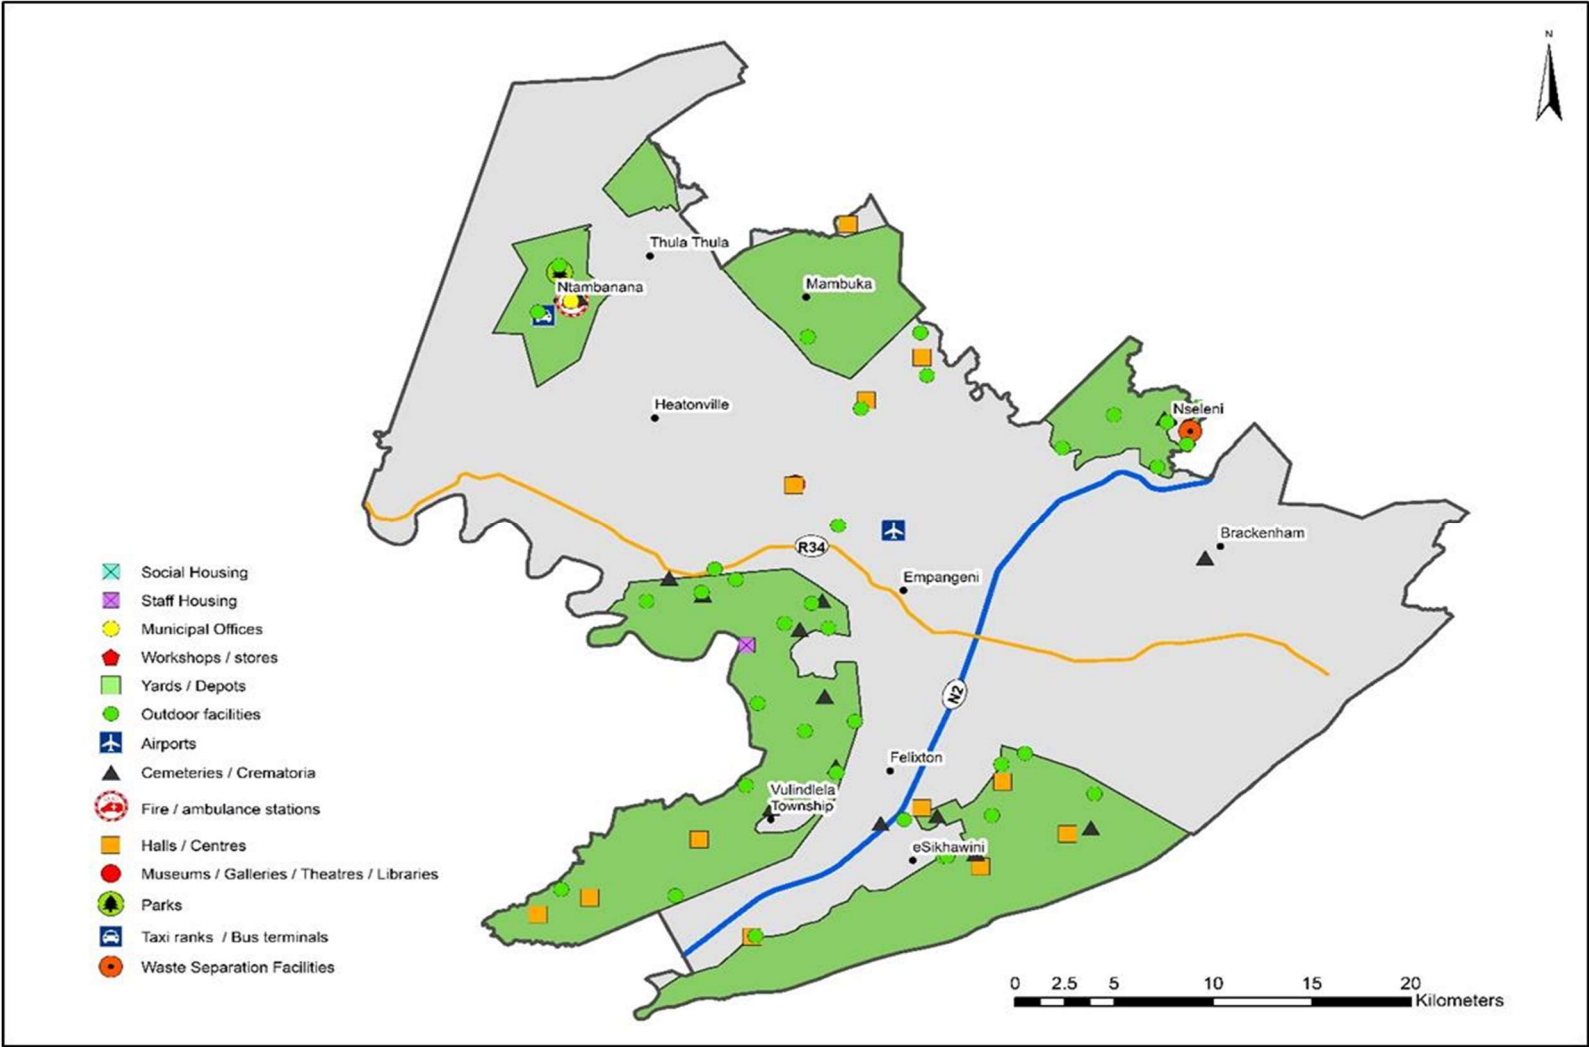 N
Thula Thula
Mambuka
Ntambanana
Heatonville
Nseleni
Brackenham
R34
Empangeni
N2
Felixton
Vulindlela
Township
eSikhawini
Social Housing
Staff Housing
Municipal Offices
Workshops / stores
Yards / Depots
Outdoor facilities
Airports
Cemeteries / Crematoria
Fire / ambulance stations
Halls / Centres
Museums / Galleries / Theatres / Libraries
Parks
Taxi ranks / Bus terminals
Waste Separation Facilities
0 2.5 5 10 15 20
Kilometers